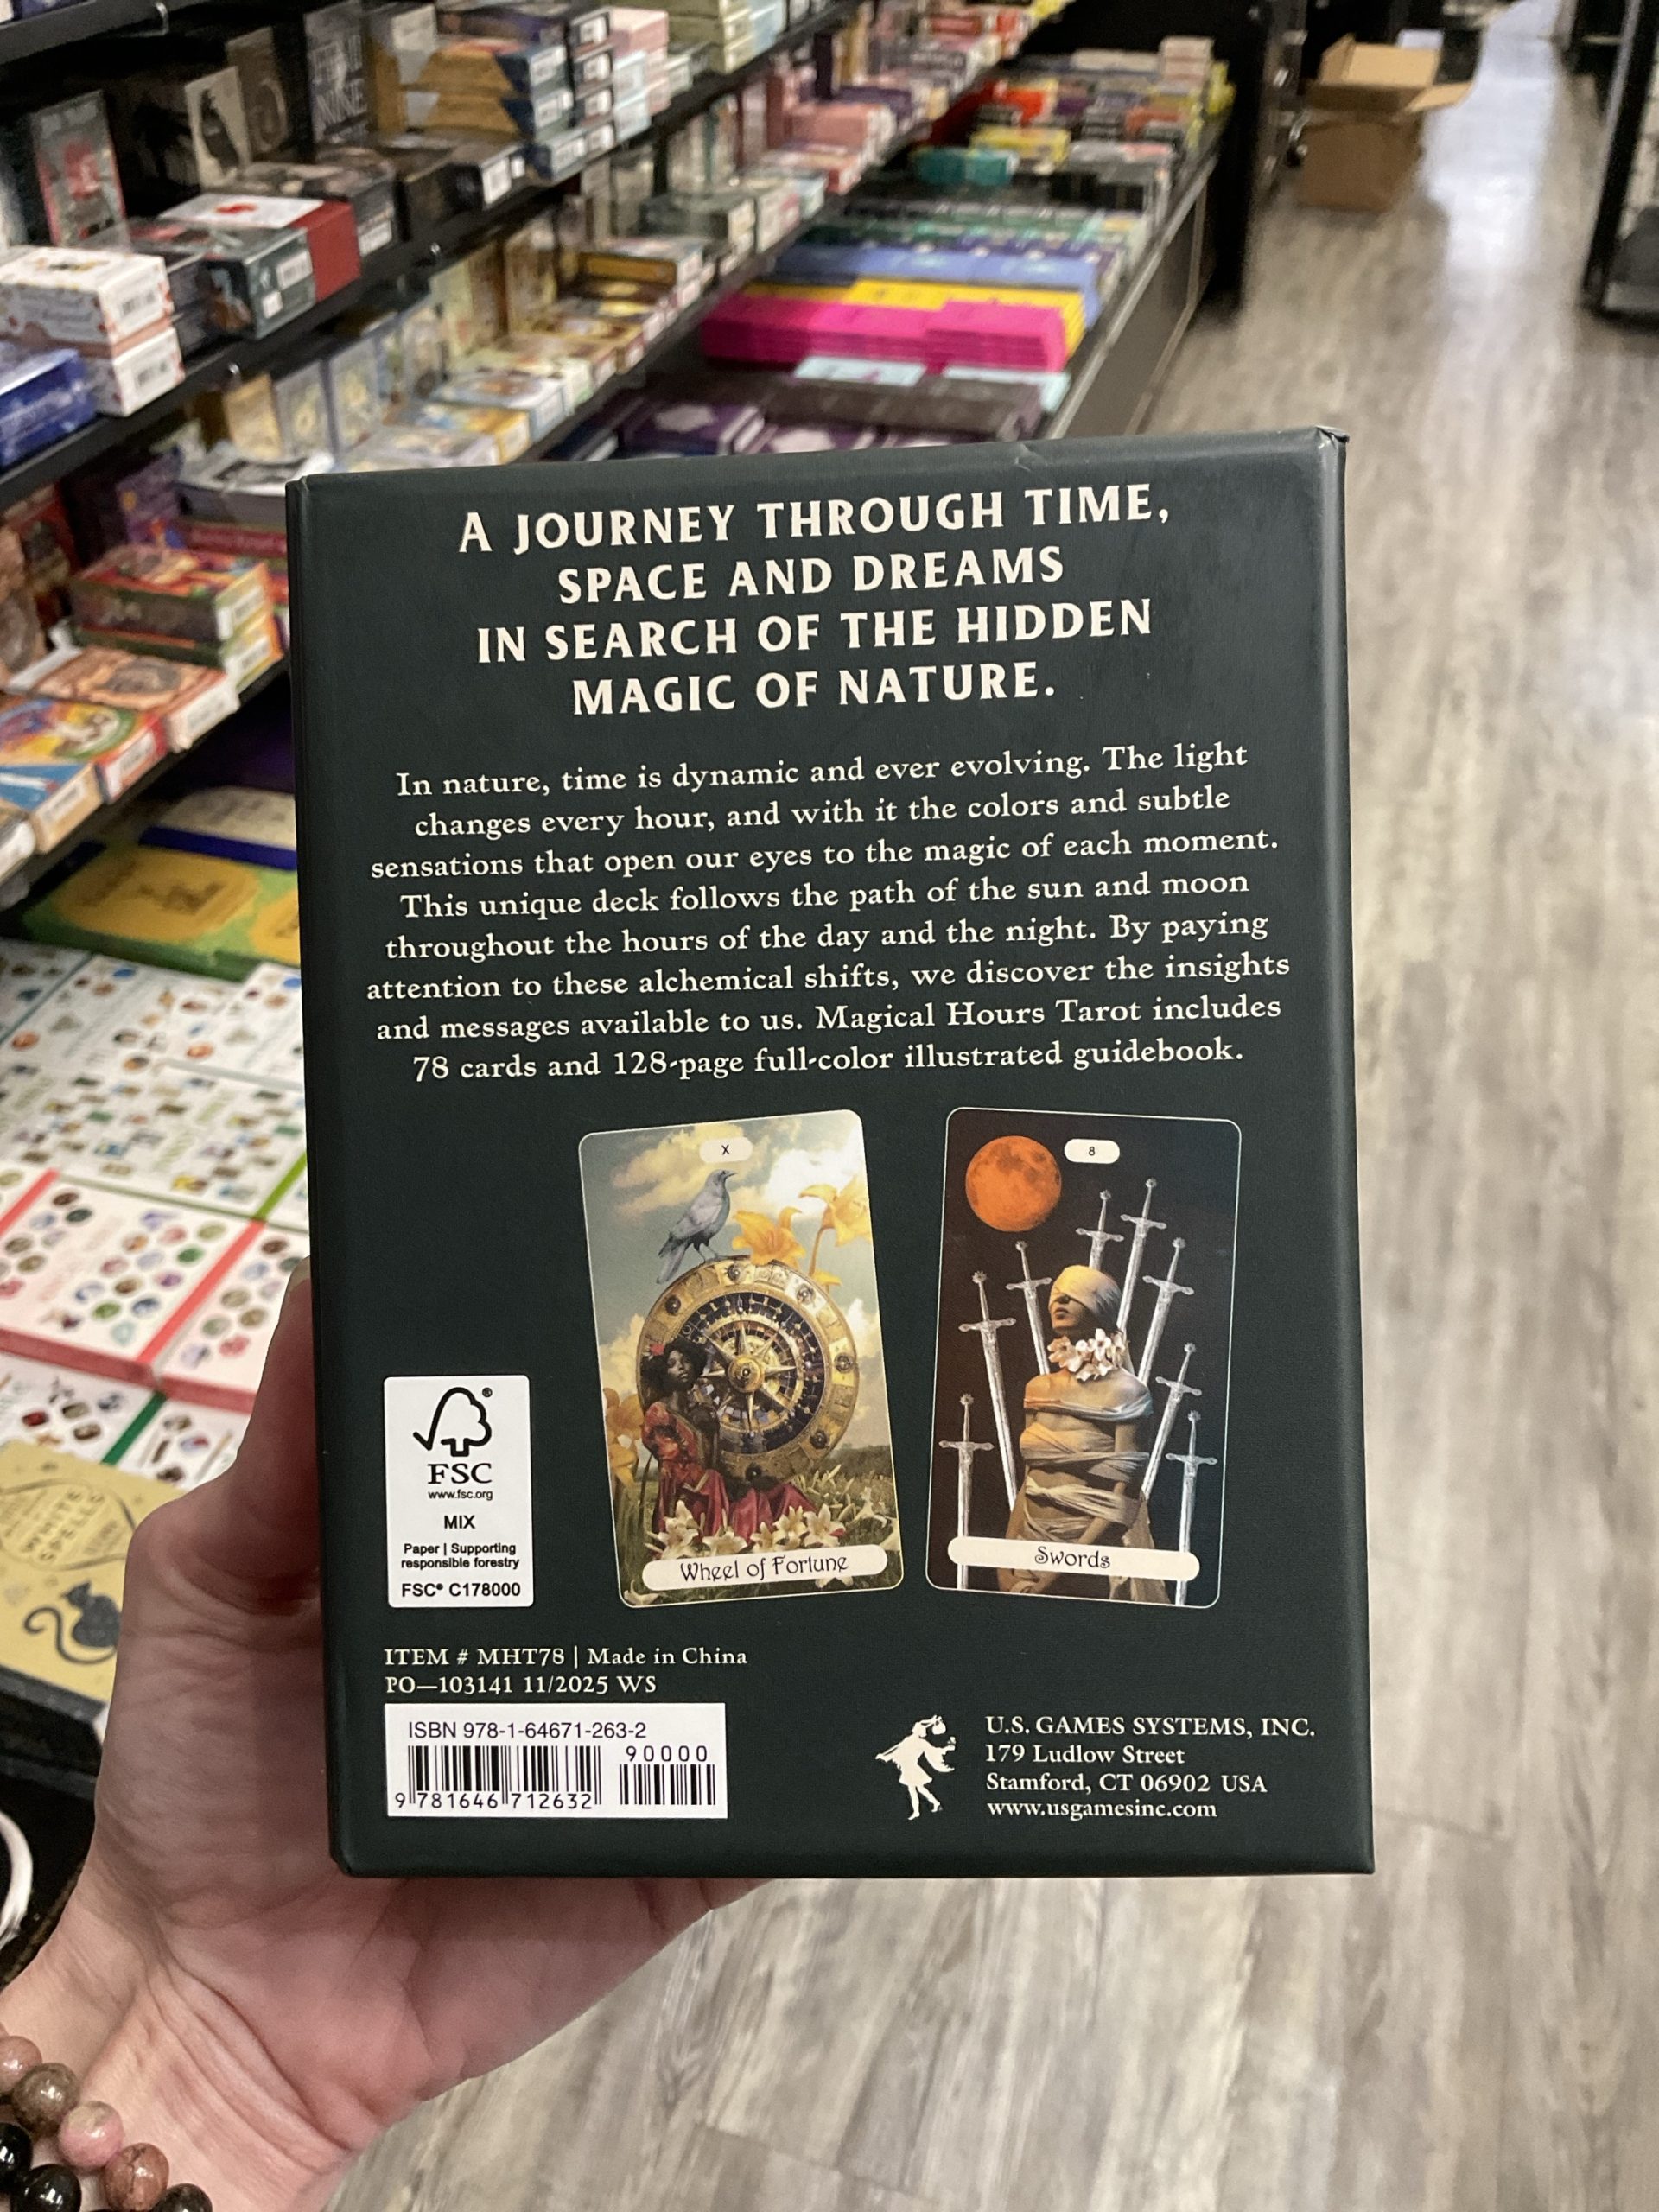 A JOURNEY THROUGH TIME,
SPACE AND DREAMS
IN SEARCH OF THE HIDDEN
MAGIC OF NATURE.
In nature, time is dynamic and ever evolving. The light
changes every hour, and with it the colors and subtle
sensations that open our eyes to the magic of each moment.
This unique deck follows the path of the sun and moon
throughout the hours of the day and the night. By paying
attention to these alchemical shifts, we discover the insights
and messages available to us. Magical Hours Tarot includes
78 cards and 128-page full-color illustrated guidebook.
X
Wheel of Fortune
8
Swords
FSC®
www.fsc.org
MIX
Paper | Supporting
responsible forestry
FSC® C178000
ITEM # MHT78 | Made in China
PO—103141 11/2025 WS
ISBN 978-1-64671-263-2
90000
9 781646 712632
U.S. GAMES SYSTEMS, INC.
179 Ludlow Street
Stamford, CT 06902 USA
www.usgamesinc.com
WHITE
SPELL